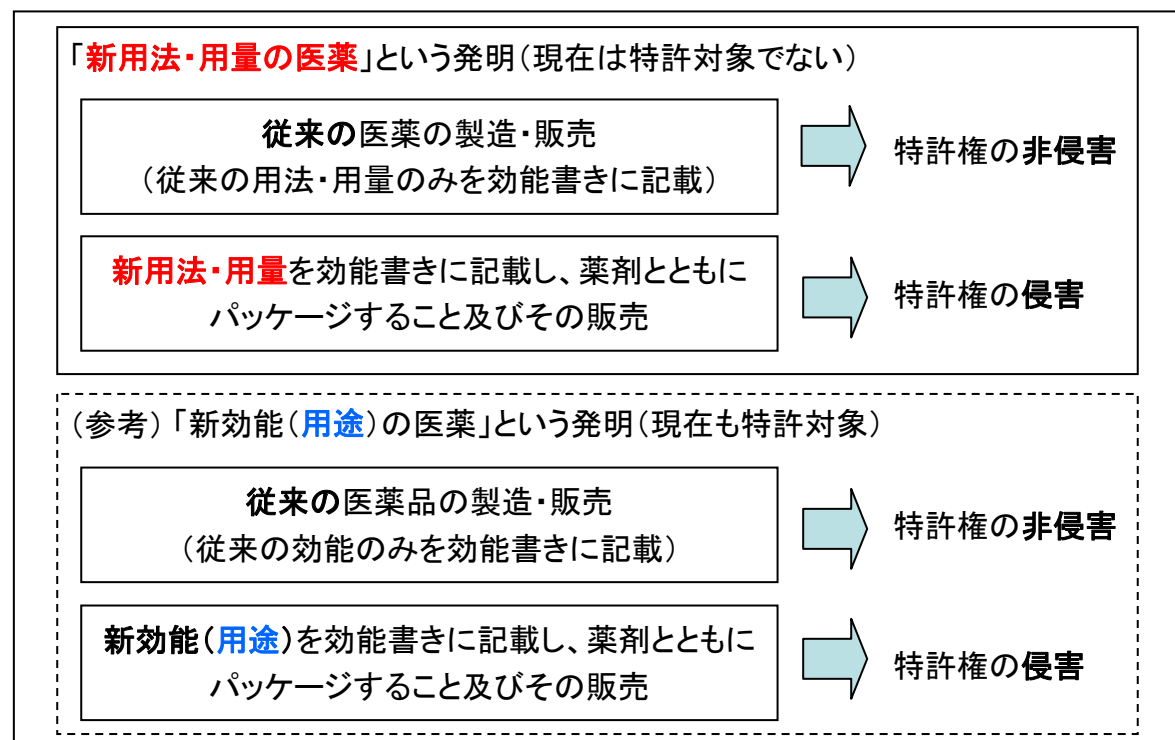 「新用法・用量の医薬」という発明(現在は特許対象でない)
従来の医薬の製造・販売
(従来の用法・用量のみを効能書きに記載)
特許権の非侵害
新用法・用量を効能書きに記載し、薬剤とともに
パッケージすること及びその販売
特許権の侵害
(参考)「新効能(用途)の医薬」という発明(現在も特許対象)
従来の医薬品の製造・販売
(従来の効能のみを効能書きに記載)
特許権の非侵害
新効能(用途)を効能書きに記載し、薬剤とともに
パッケージすること及びその販売
特許権の侵害